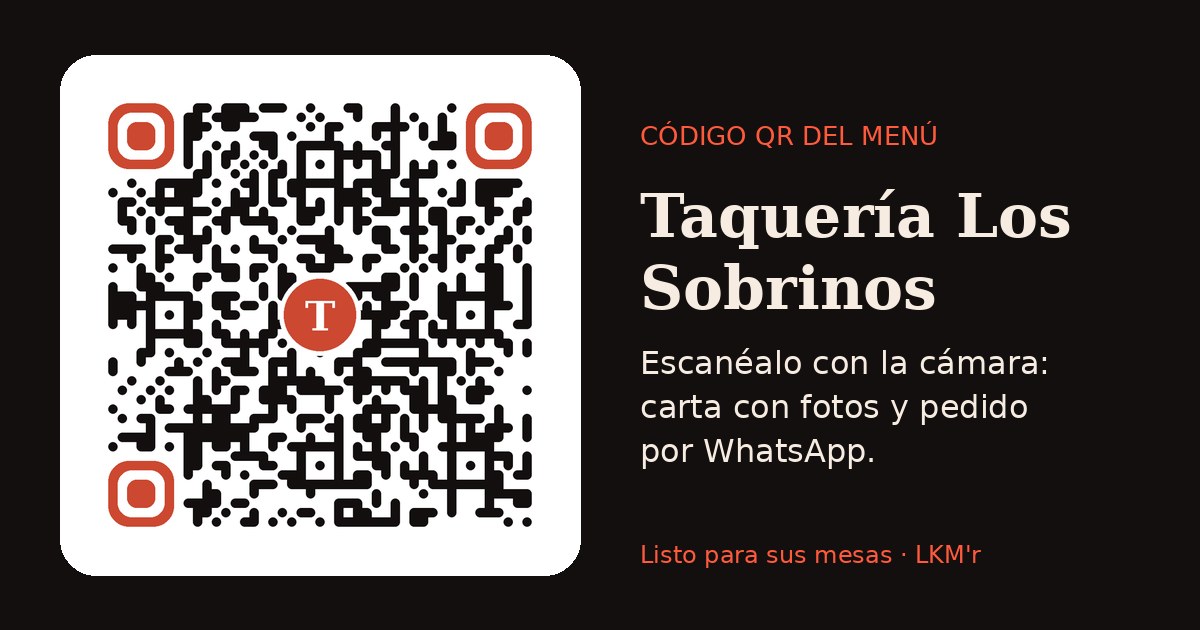 T
CÓDIGO QR DEL MENÚ
Taquería Los
Sobrinos
Escanéalo con la cámara:
carta con fotos y pedido
por WhatsApp.
Listo para sus mesas · LKM'r